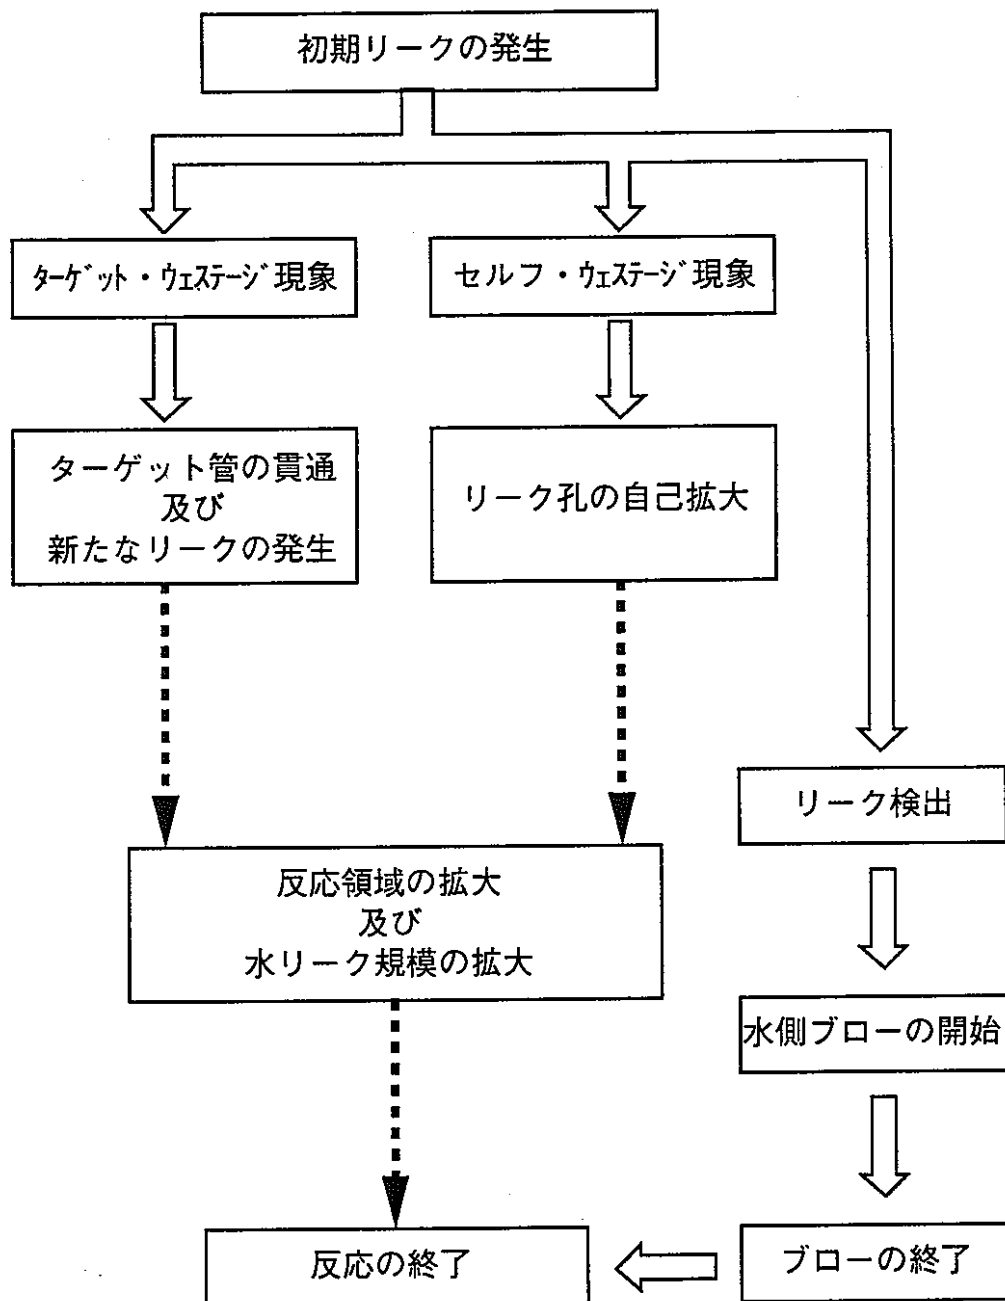 初期リークの発生
ターゲット・ウェステージ現象
セルフ・ウェステージ現象
ターゲット管の貫通
及び
新たなリークの発生
リーク孔の自己拡大
リーク検出
反応領域の拡大
及び
水リーク規模の拡大
水側ブローの開始
反応の終了
ブローの終了